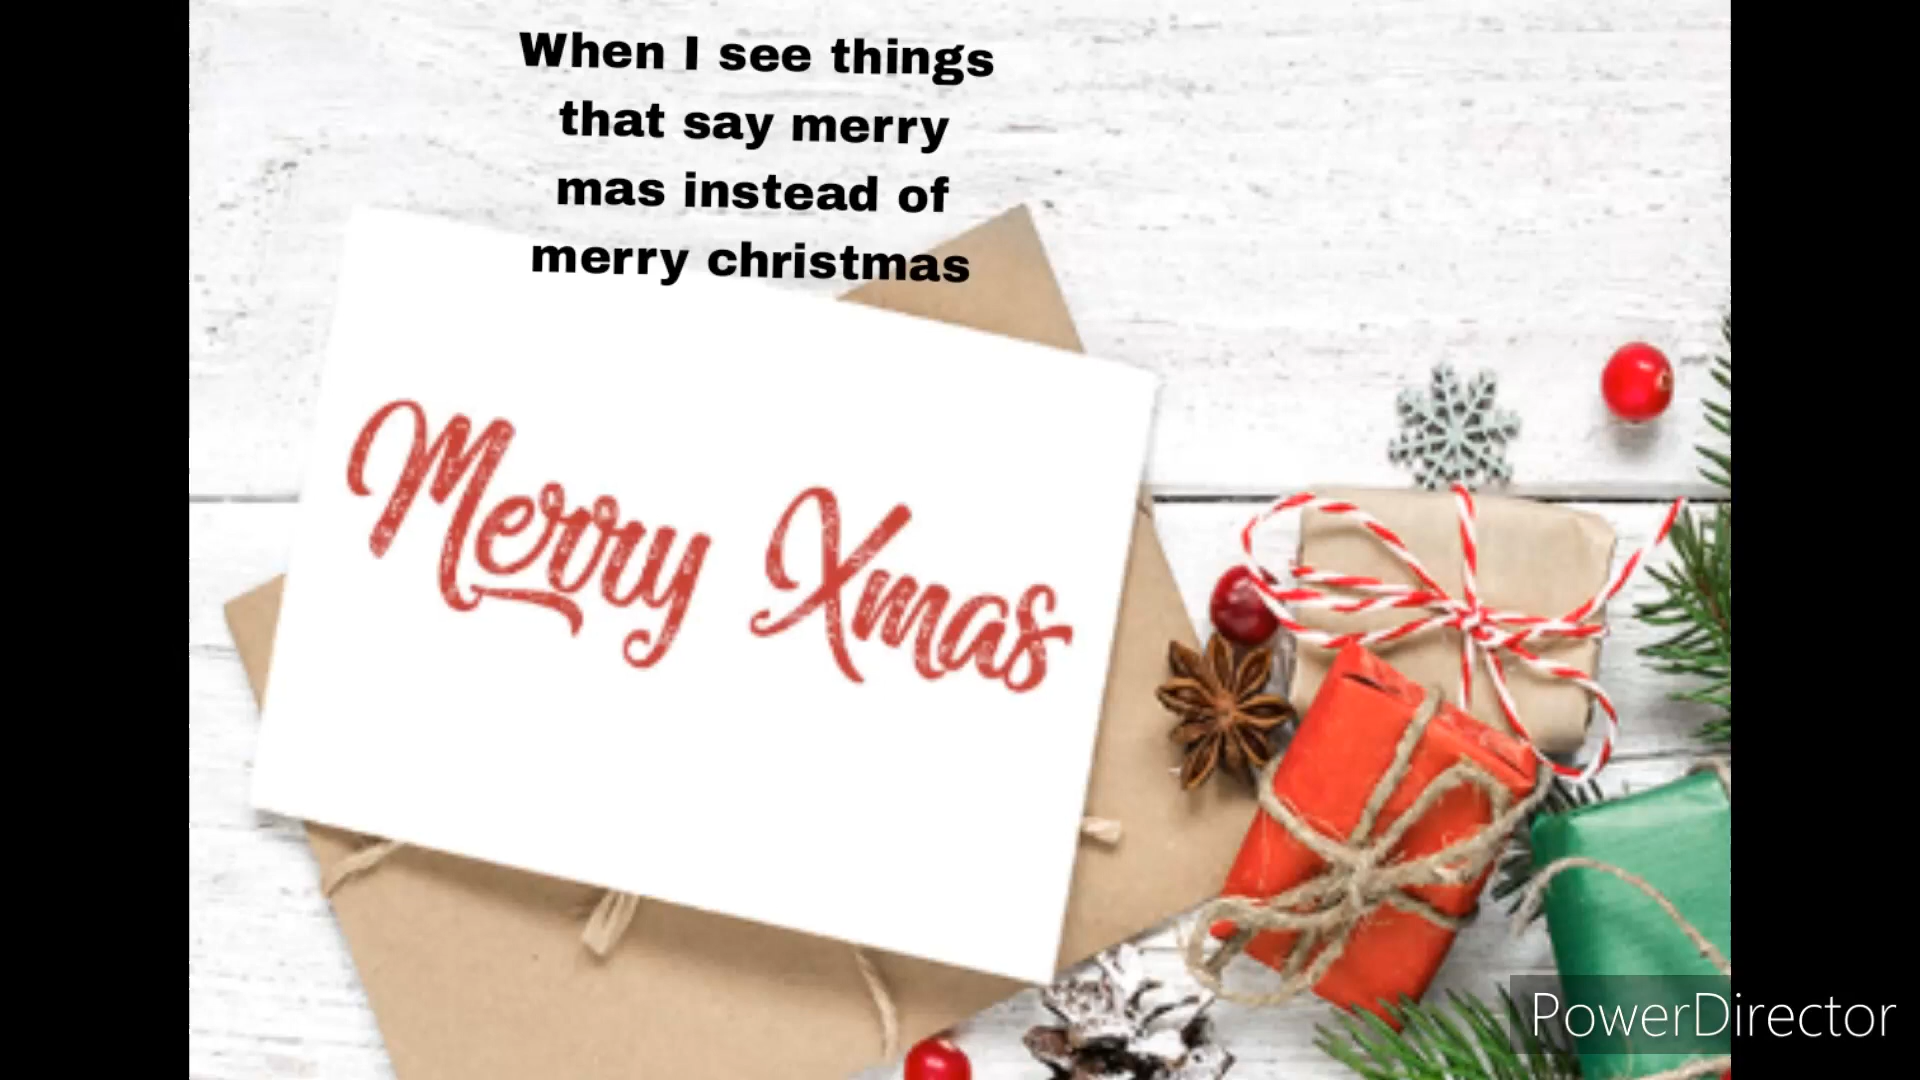 When I see things
that say merry
mas instead of
merry christmas
Merry Xmas
PowerDirector